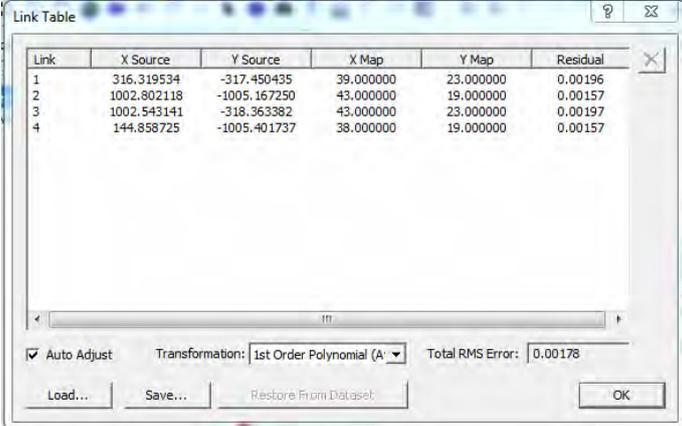 Link Table
Link X Source Y Source X Map Y Map Residual
1 316.319534 -317.450435 39.000000 23.000000 0.00196
2 1002.802118 -1005.167250 43.000000 19.000000 0.00157
3 1002.543141 -318.363382 43.000000 23.000000 0.00197
4 144.858725 -1005.401737 38.000000 19.000000 0.00157
Auto Adjust Transformation: 1st Order Polynomial (A Total RMS Error: 0.00178
Load... Save... Restore From Dataset OK